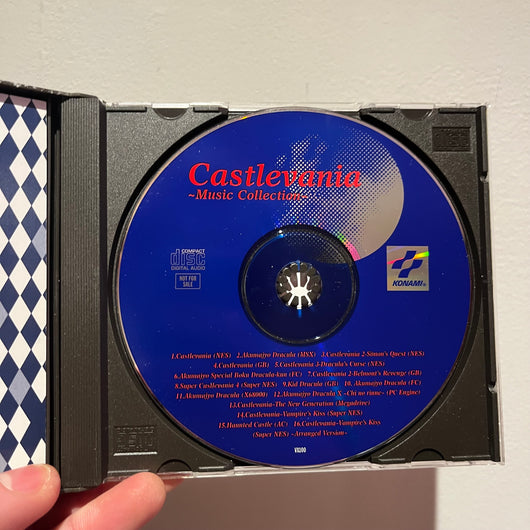 Castlevania
~Music Collection~
COMPACT
disc
DIGITAL AUDIO
NOT FOR
SALE
KONAMI®
1.Castlevania (NES) 2.Akumajyo Dracula (MSX) 3.Castlevania 2-Simon's Quest (NES)
4.Castlevania (GB) 5.Castlevania 3-Dracula's Curse (NES)
6.Akumajyo Special Boku Dracula-kun (FC) 7.Castlevania 2-Belmont's Revenge (GB)
8.Super Castlevania 4 (Super NES) 9.Kid Dracula (GB) 10. Akumajyo Dracula (FC)
11.Akumajyo Dracula (X68000) 12.Akumajyo Dracula X ~Chi no rinne~ (PC Engine)
13.Castlevania-The New Generation (Megadrive)
14.Castlevania-Vampire's Kiss (Super NES)
15.Haunted Castle (AC) 16.Castlevania-Vampire's Kiss
(Super NES) ~Arranged Version~